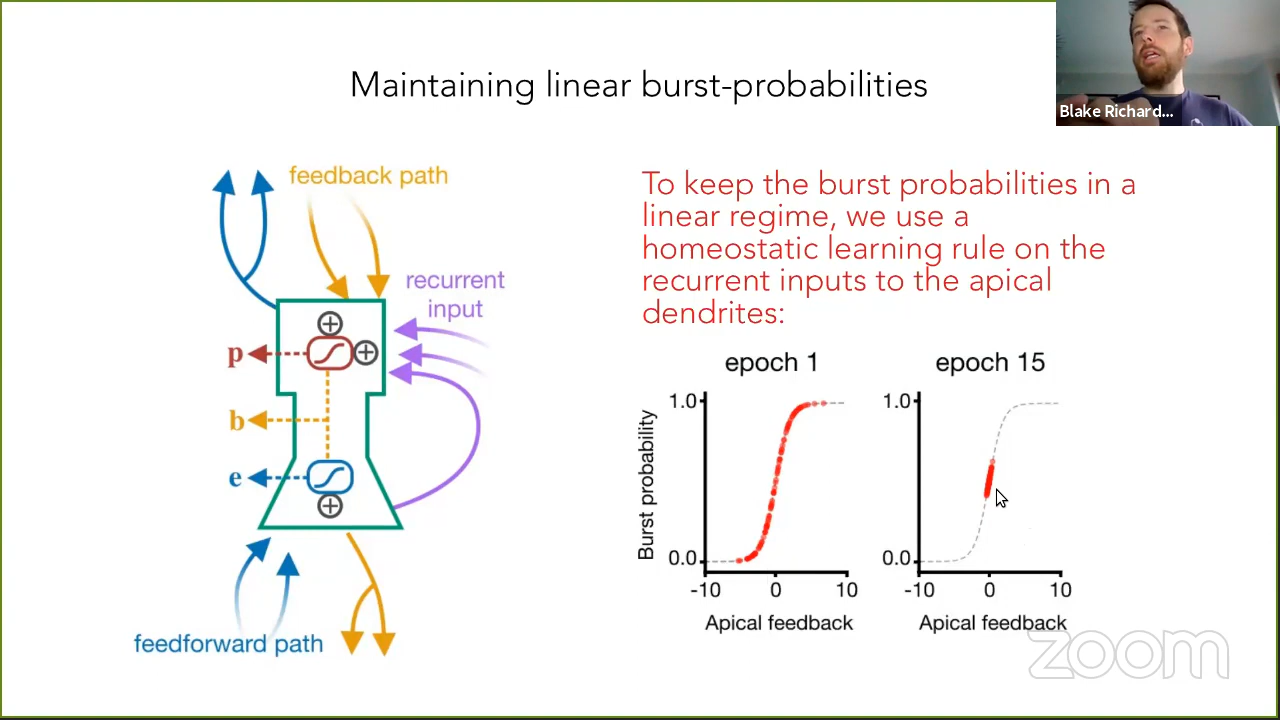 Maintaining linear burst-probabilities
Blake Richard...
feedback path
recurrent
input
p
b
e
feedforward path
To keep the burst probabilities in a
linear regime, we use a
homeostatic learning rule on the
recurrent inputs to the apical
dendrites:
epoch 1
Burst probability
1.0
0.0
-10 0 10
Apical feedback
epoch 15
1.0
0.0
-10 0 10
Apical feedback
zoom